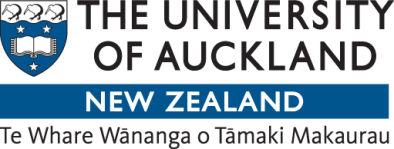 THE UNIVERSITY
OF AUCKLAND
NEW ZEALAND
Te Whare Wānanga o Tāmaki Makaurau